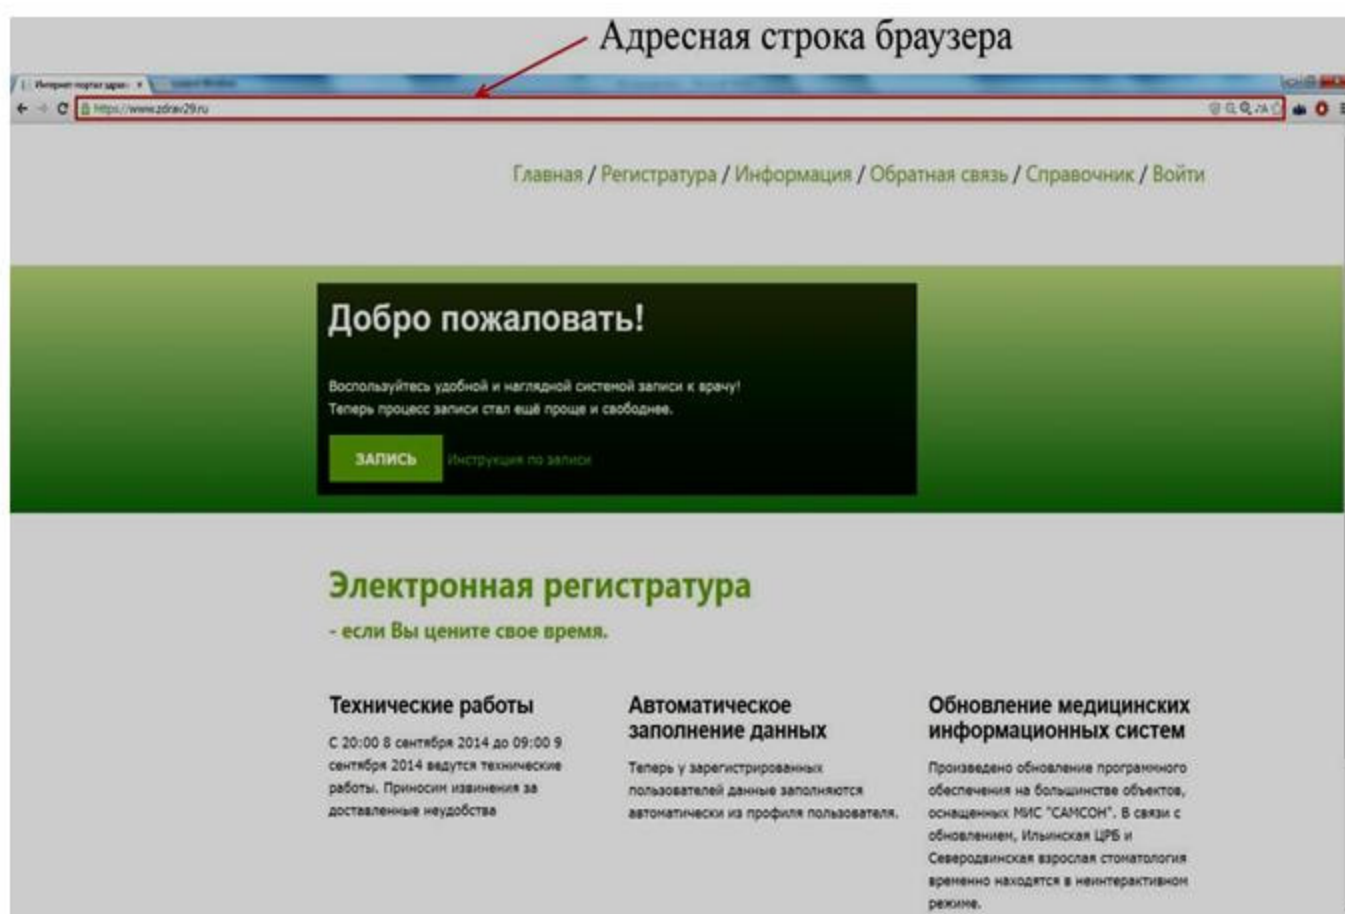 Адресная строка браузера
Интернет-портал здрав
https://www.zdrav29.ru
Главная / Регистратура / Информация / Обратная связь / Справочник / Войти
Добро пожаловать!
Воспользуйтесь удобной и наглядной системой записи к врачу!
Теперь процесс записи стал ещё проще и свободнее.
ЗАПИСЬ Инструкция по записи
Электронная регистратура
- если Вы цените свое время.
Технические работы
С 20:00 8 сентября 2014 до 09:00 9
сентября 2014 ведутся технические
работы. Приносим извинения за
доставленные неудобства
Автоматическое
заполнение данных
Теперь у зарегистрированных
пользователей данные заполняются
автоматически из профиля пользователя.
Обновление медицинских
информационных систем
Произведено обновление программного
обеспечения на большинстве объектов,
оснащенных МИС "САМСОН". В связи с
обновлением, Ильинская ЦРБ и
Северодвинская взрослая стоматология
временно находятся в неинтерактивном
режиме.